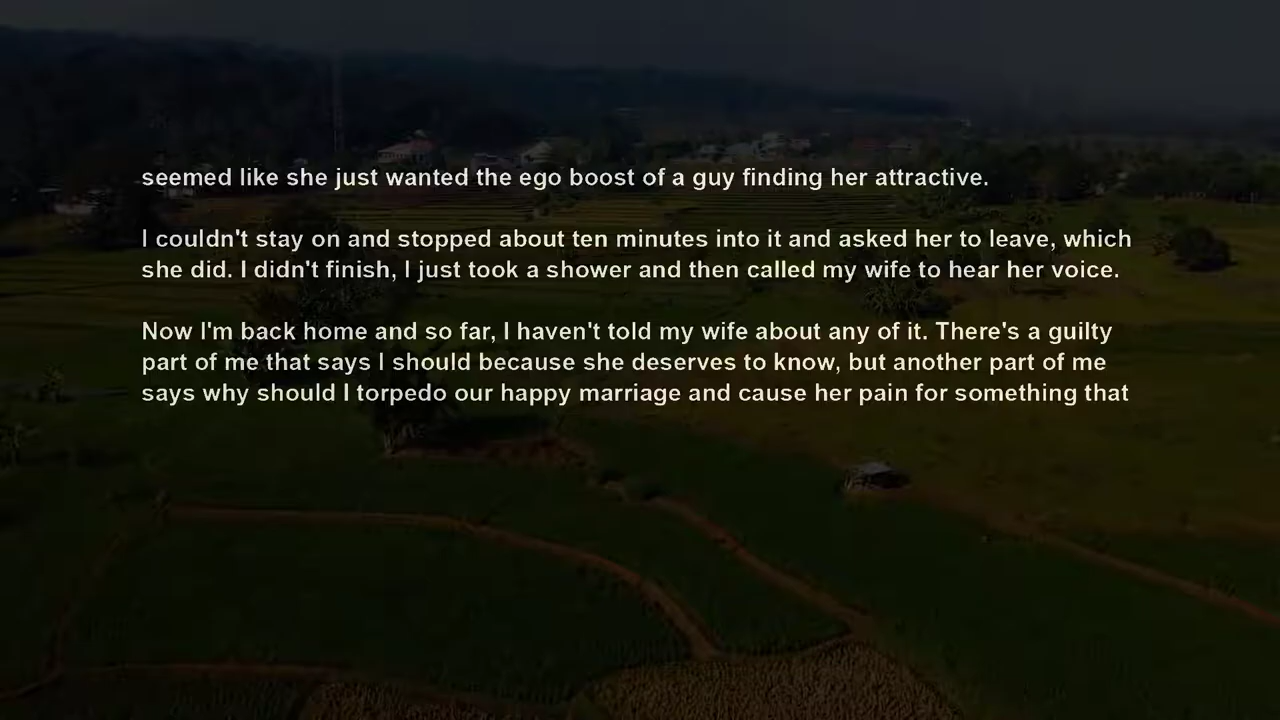 seemed like she just wanted the ego boost of a guy finding her attractive.
I couldn't stay on and stopped about ten minutes into it and asked her to leave, which
she did. I didn't finish, I just took a shower and then called my wife to hear her voice.
Now I'm back home and so far, I haven't told my wife about any of it. There's a guilty
part of me that says I should because she deserves to know, but another part of me
says why should I torpedo our happy marriage and cause her pain for something that